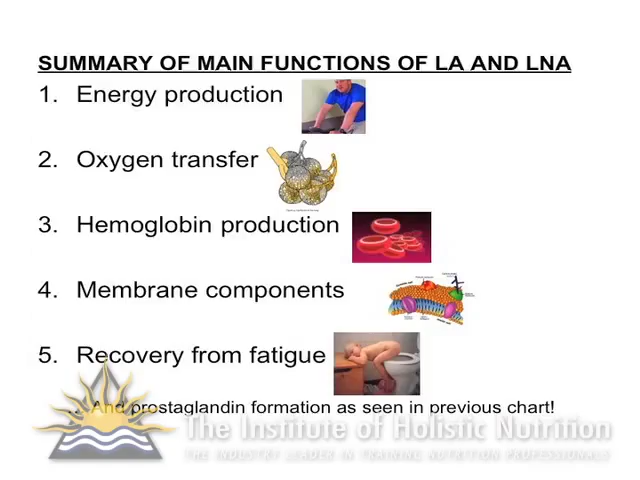 SUMMARY OF MAIN FUNCTIONS OF LA AND LNA
1. Energy production
2. Oxygen transfer
3. Hemoglobin production
4. Membrane components
5. Recovery from fatigue
... And prostaglandin formation as seen in previous chart!
The Institute of Holistic Nutrition
THE INDUSTRY LEADER IN TRAINING NUTRITION PROFESSIONALS